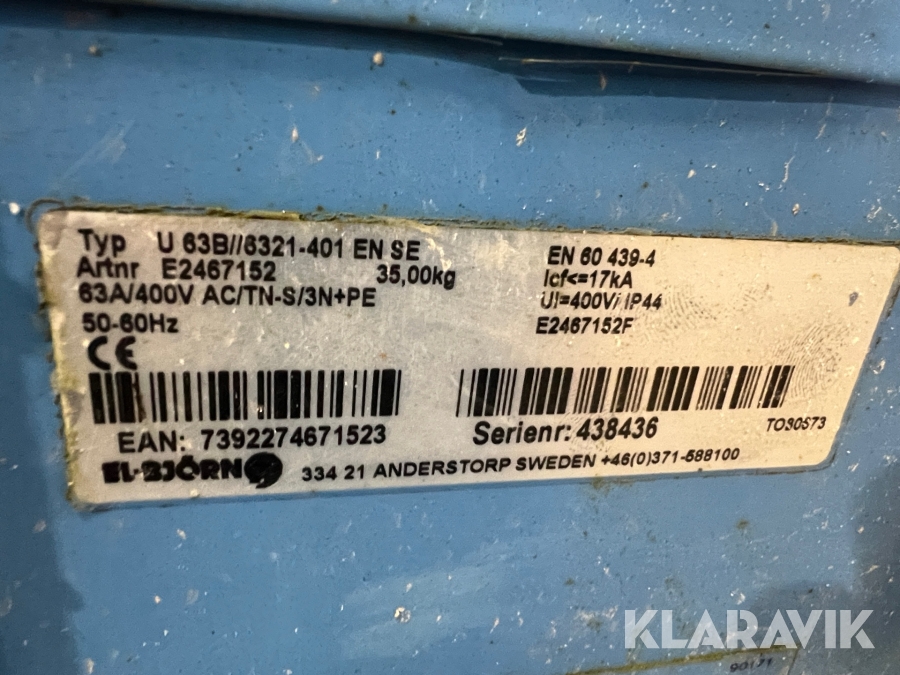 Typ U 63B//6321-401 EN SE
Artnr E2467152 35,00kg
63A/400V AC/TN-S/3N+PE
50-60Hz
CE
EAN: 7392274671523
EL-BJÖRN
EN 60 439-4
Icf<=17kA
Ui=400V/ IP44
E2467152F
Serienr: 438436
TO30S73
334 21 ANDERSTORP SWEDEN +46(0)371-588100
KLARAVIK